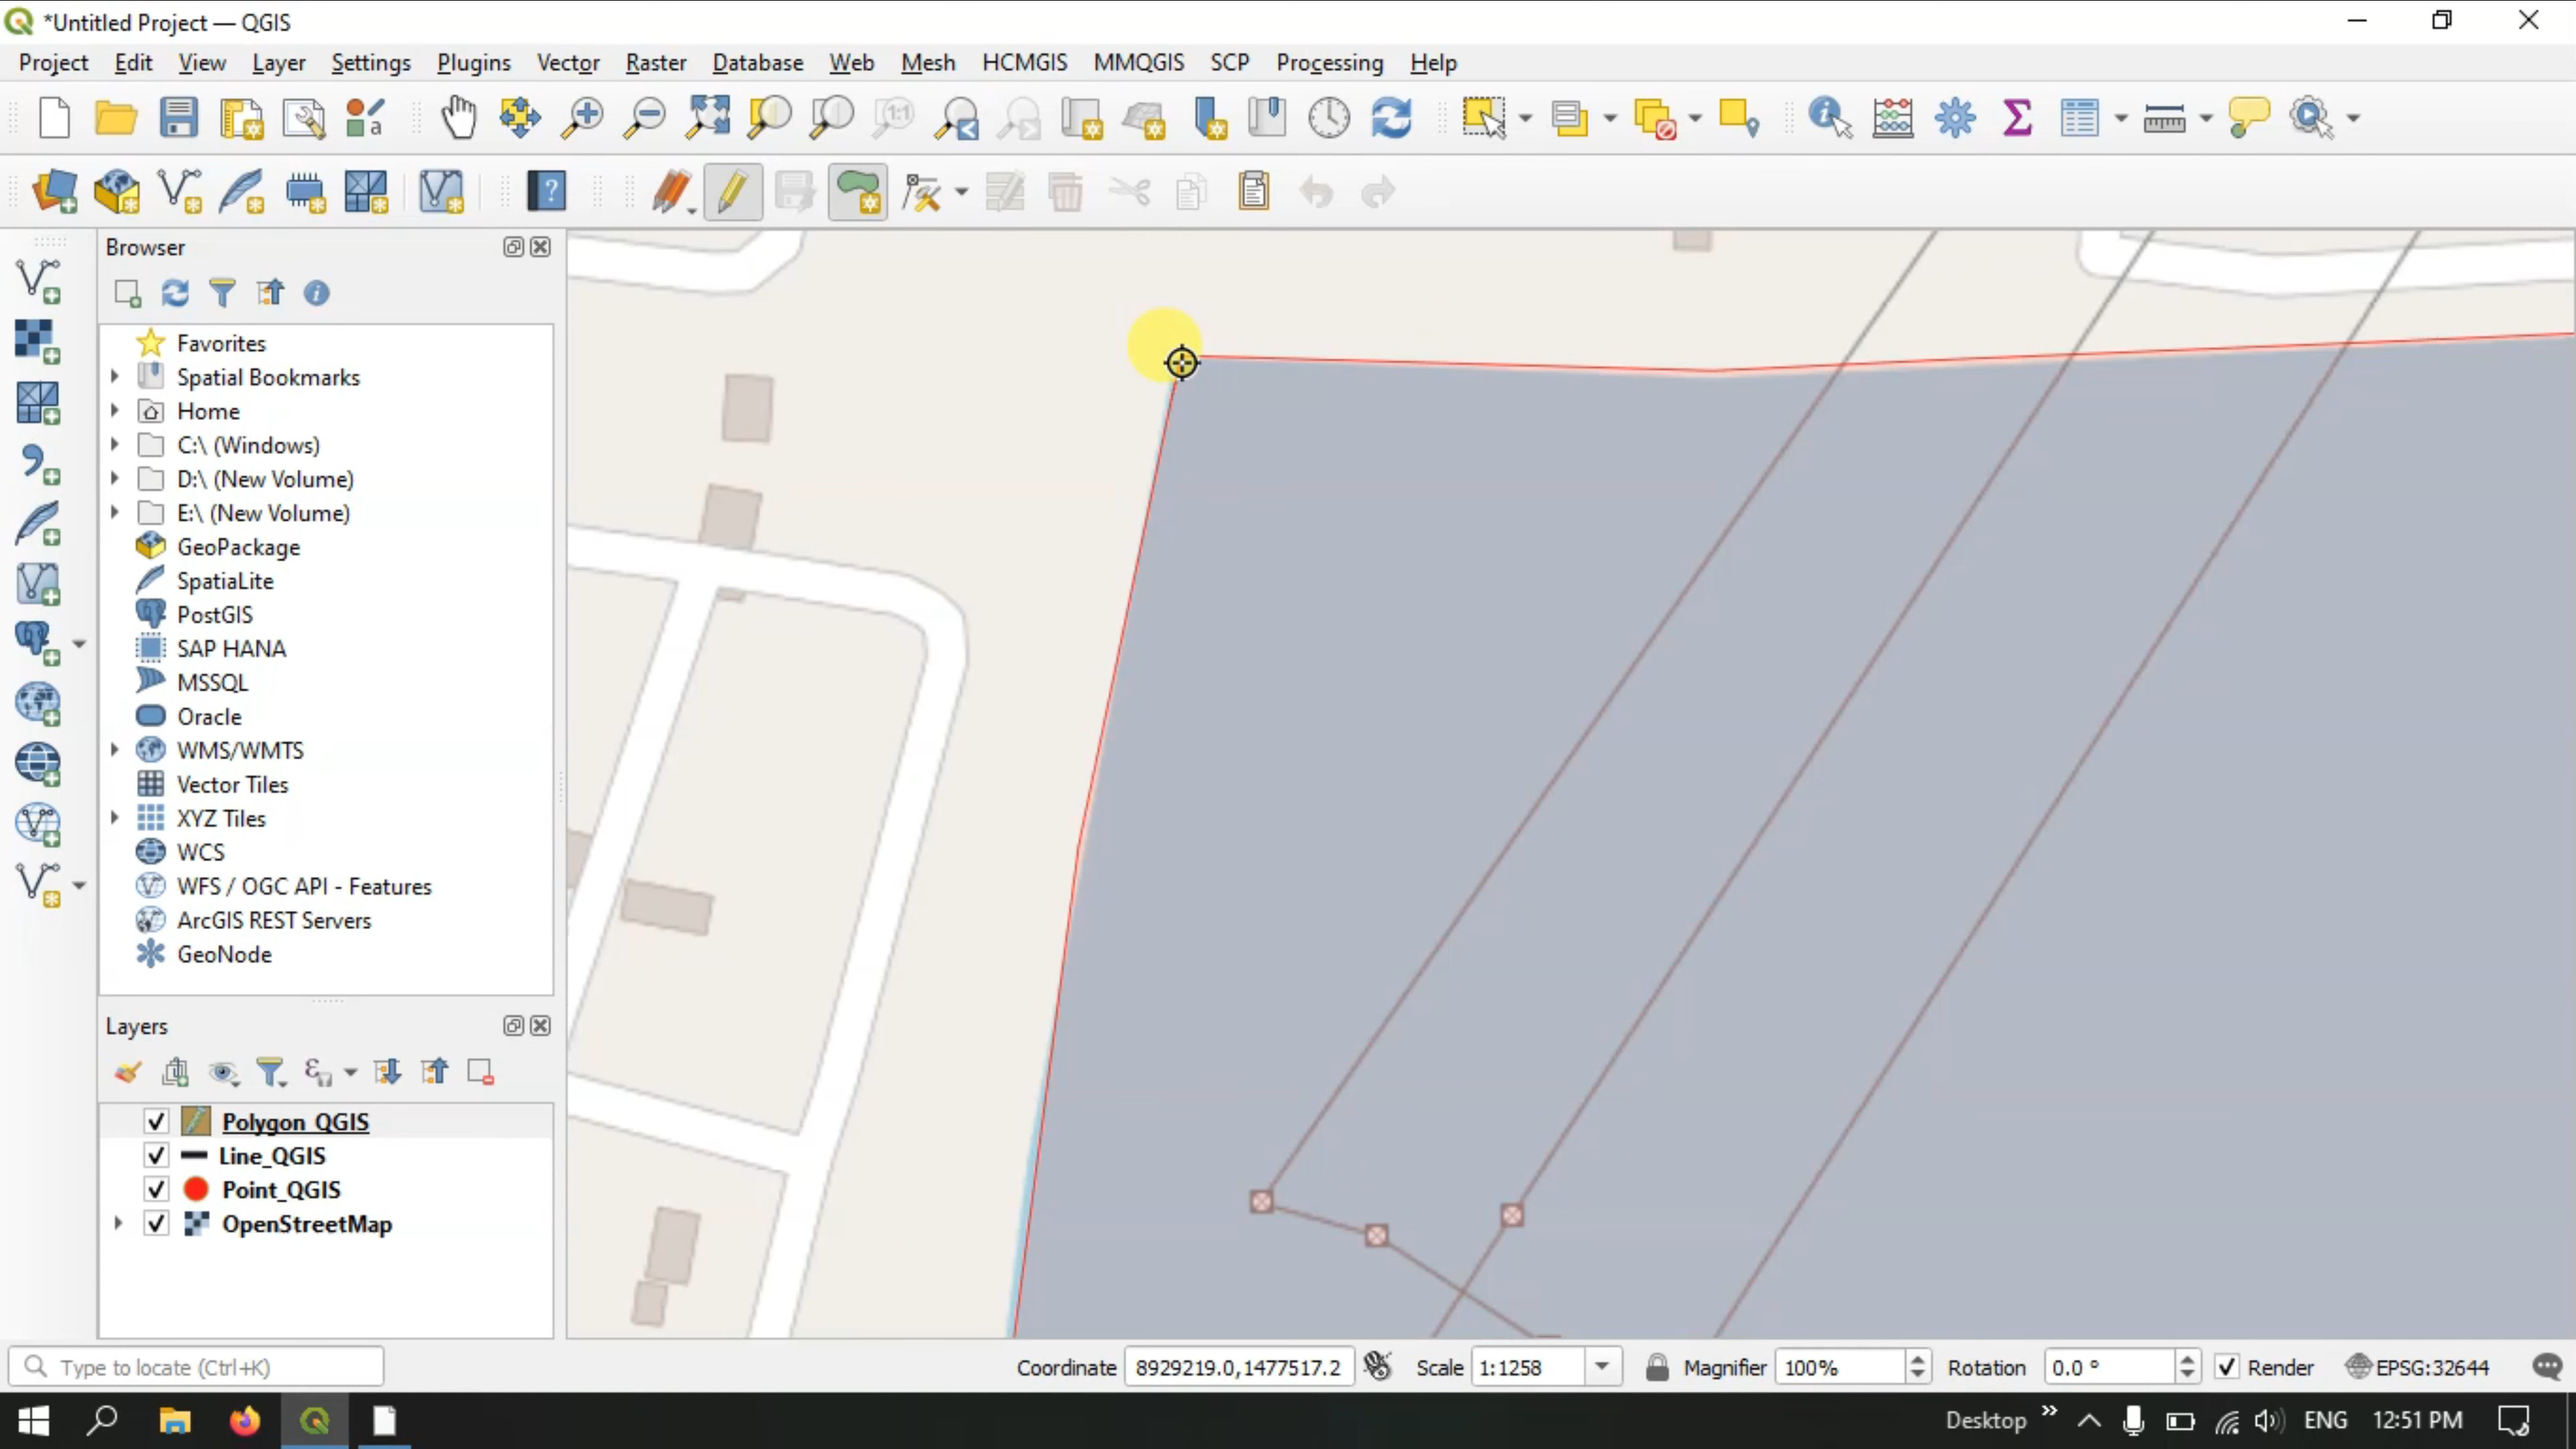 *Untitled Project — QGIS
Project Edit View Layer Settings Plugins Vector Raster Database Web Mesh HCMGIS MMQGIS SCP Processing Help
Browser
Favorites
Spatial Bookmarks
Home
C:\ (Windows)
D:\ (New Volume)
E:\ (New Volume)
GeoPackage
SpatiaLite
PostGIS
SAP HANA
MSSQL
Oracle
WMS/WMTS
Vector Tiles
XYZ Tiles
WCS
WFS / OGC API - Features
ArcGIS REST Servers
GeoNode
Layers
Polygon_QGIS
Line_QGIS
Point_QGIS
OpenStreetMap
Type to locate (Ctrl+K) Coordinate 8929219.0,1477517.2 Scale 1:1258 Magnifier 100% Rotation 0.0 ° Render EPSG:32644
Desktop » ENG 12:51 PM